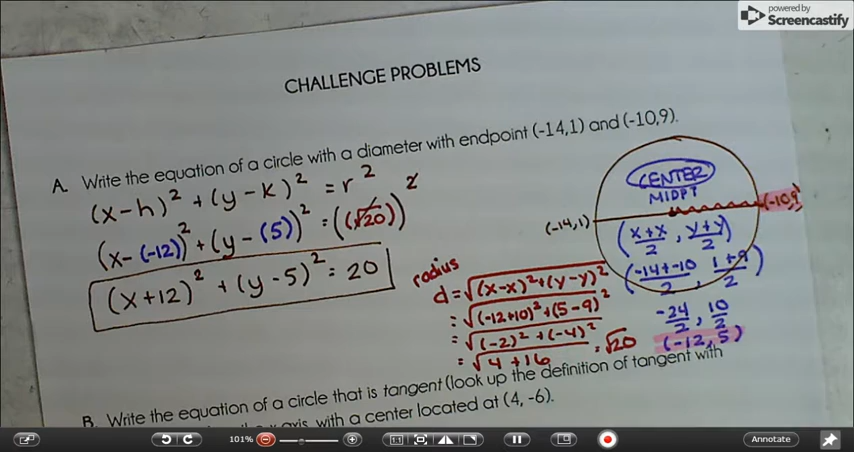 powered by
Screencastify
CHALLENGE PROBLEMS
A. Write the equation of a circle with a diameter with endpoint (-14,1) and (-10,9).
(x-h)² + (y-k)² = r²
(x-(-12))² + (y-(5))² = ((√20))²
(x+12)² + (y-5)² = 20
CENTER
MIDPT
(-14,1)
(-10,9)
(x+x/2, y+y/2)
(-14+-10/2, 1+9/2)
-24/2, 10/2
(-12, 5)
radius
d=√(x-x)²+(y-y)²
=√(-12+10)²+(5-9)²
=√(-2)²+(-4)²
=√4+16 = √20
B. Write the equation of a circle that is tangent (look up the definition of tangent with
axis, with a center located at (4, -6).
101%
1:1
Annotate